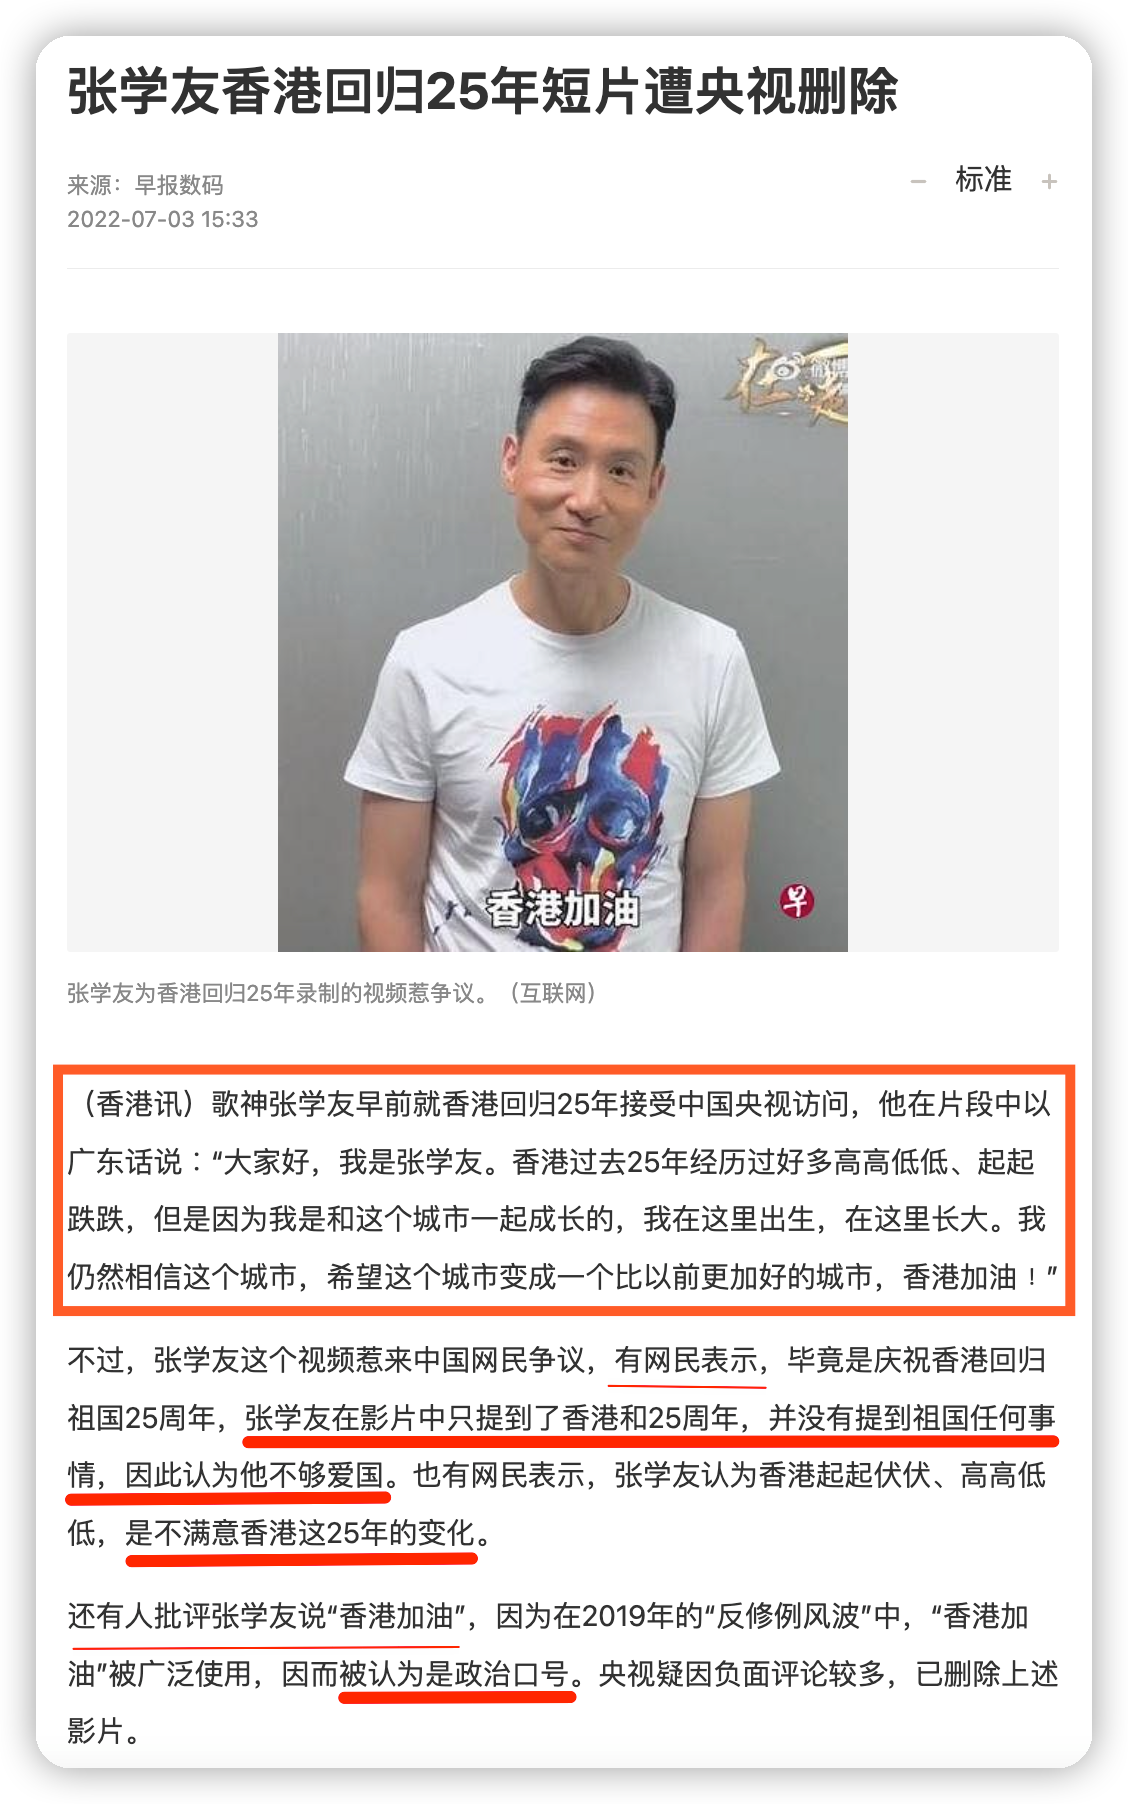 张学友香港回归25年短片遭央视删除
来源：早报数码
− 标准 +
2022-07-03 15:33
香港加油
早
张学友为香港回归25年录制的视频惹争议。（互联网）
（香港讯）歌神张学友早前就香港回归25年接受中国央视访问，他在片段中以
广东话说：“大家好，我是张学友。香港过去25年经历过好多高高低低、起起
跌跌，但是因为我是和这个城市一起成长的，我在这里出生，在这里长大。我
仍然相信这个城市，希望这个城市变成一个比以前更加好的城市，香港加油！”
不过，张学友这个视频惹来中国网民争议，有网民表示，毕竟是庆祝香港回归
祖国25周年，张学友在影片中只提到了香港和25周年，并没有提到祖国任何事
情，因此认为他不够爱国。也有网民表示，张学友认为香港起起伏伏、高高低
低，是不满意香港这25年的变化。
还有人批评张学友说“香港加油”，因为在2019年的“反修例风波”中，“香港加
油”被广泛使用，因而被认为是政治口号。央视疑因负面评论较多，已删除上述
影片。